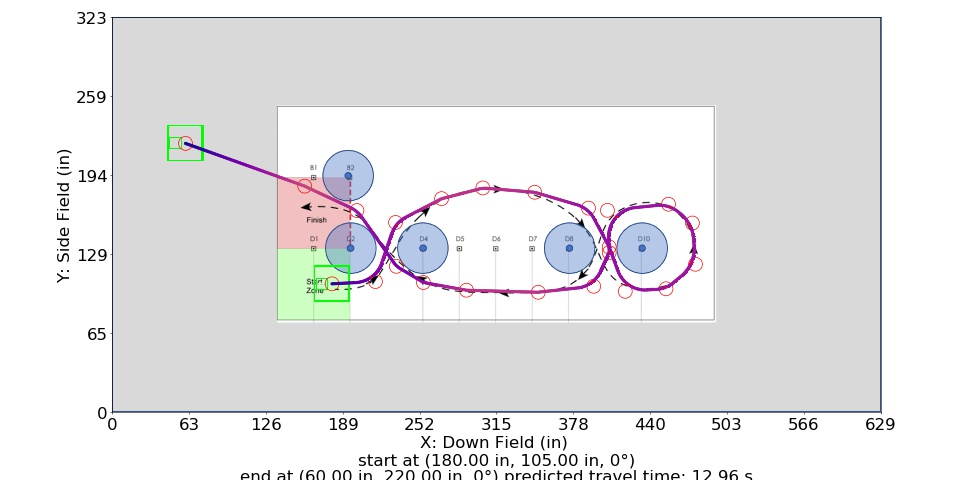 323
259
194
129
65
0
Y: Side Field (in)
B1 B2
Finish
D1 D2 D4 D5 D6 D7 D8 D10
Start
Zone
0 63 126 189 252 315 378 440 503 566 629
X: Down Field (in)
start at (180.00 in, 105.00 in, 0°)
end at (60.00 in, 220.00 in, 0°) predicted travel time: 12.96 s